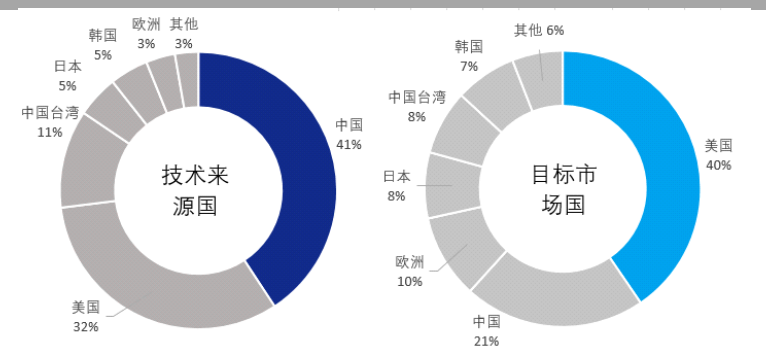 欧洲
3%
其他
3%
韩国
5%
日本
5%
中国台湾
11%
中国
41%
技术来
源国
美国
32%
其他 6%
韩国
7%
中国台湾
8%
美国
40%
日本
8%
目标市
场国
欧洲
10%
中国
21%